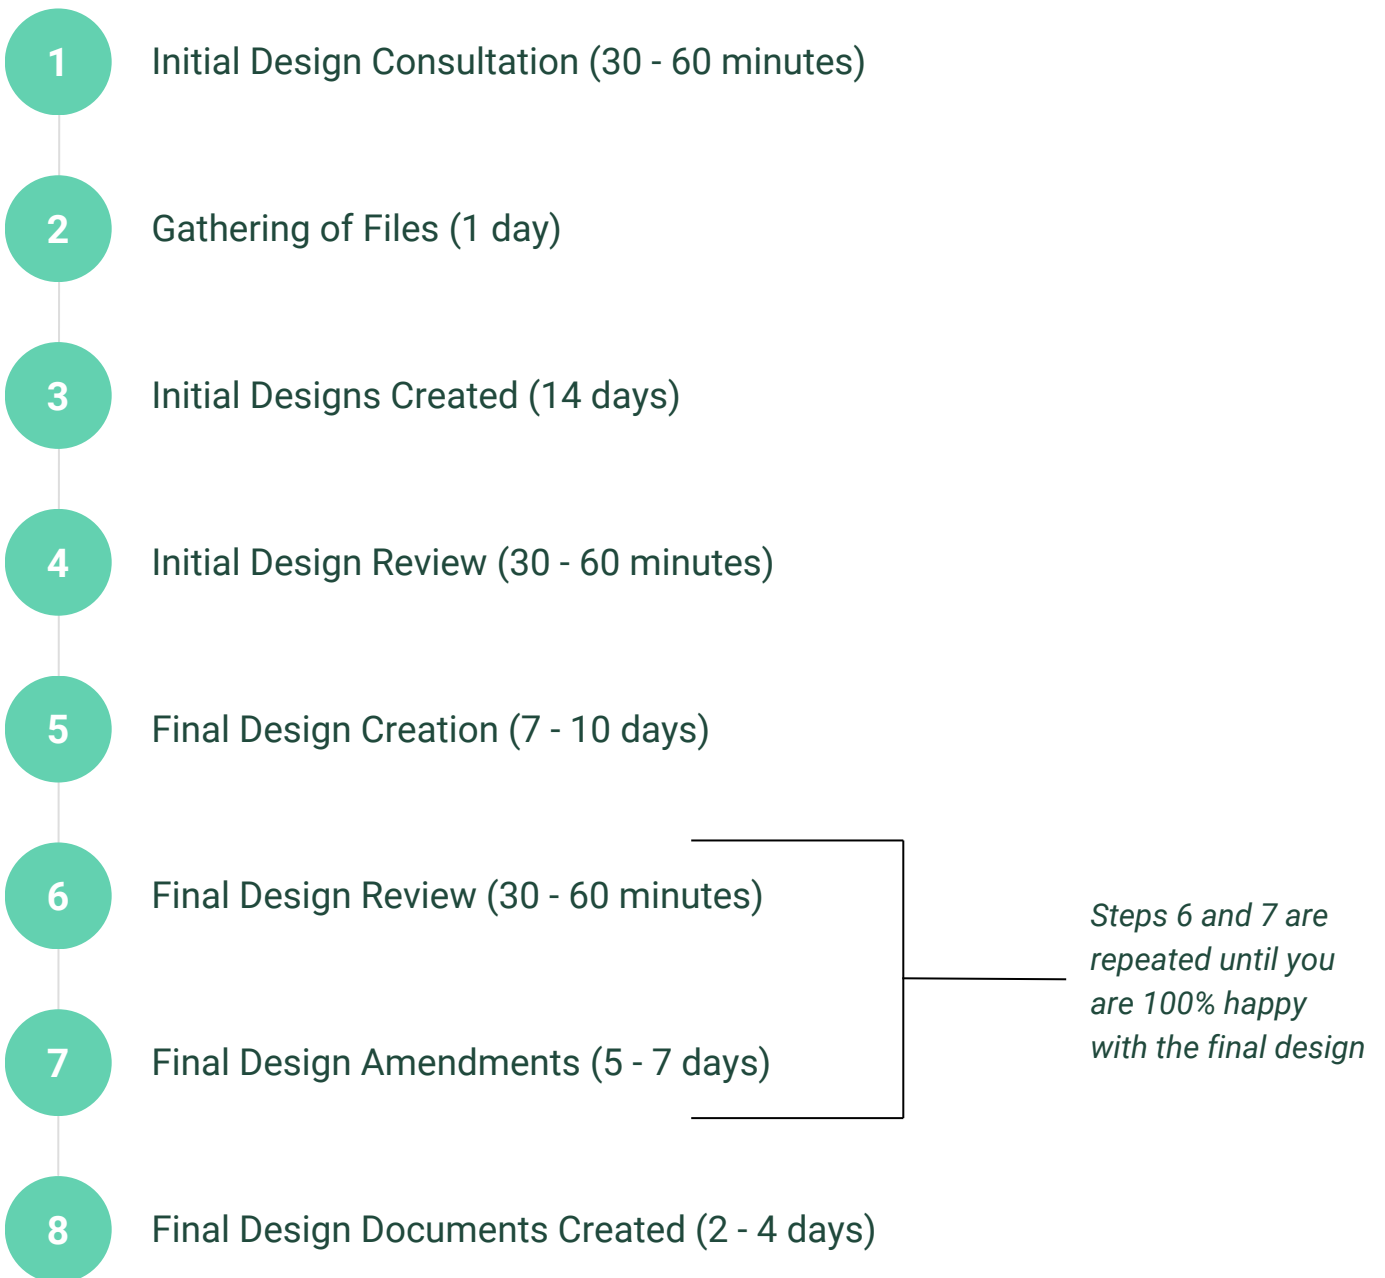 1
Initial Design Consultation (30 - 60 minutes)
2
Gathering of Files (1 day)
3
Initial Designs Created (14 days)
4
Initial Design Review (30 - 60 minutes)
5
Final Design Creation (7 - 10 days)
6
Final Design Review (30 - 60 minutes)
7
Final Design Amendments (5 - 7 days)
Steps 6 and 7 are
repeated until you
are 100% happy
with the final design
8
Final Design Documents Created (2 - 4 days)